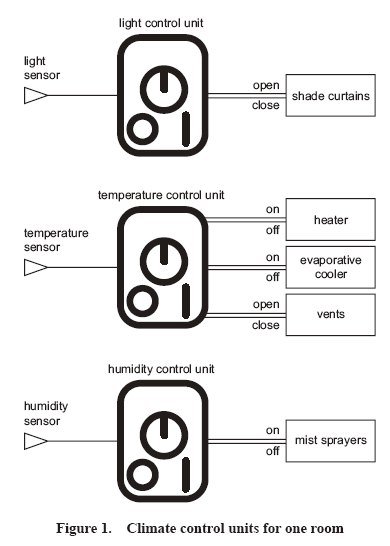 light control unit
light
sensor
open
close
shade curtains
temperature control unit
temperature
sensor
on
off
heater
on
off
evaporative
cooler
open
close
vents
humidity control unit
humidity
sensor
on
off
mist sprayers
Figure 1. Climate control units for one room